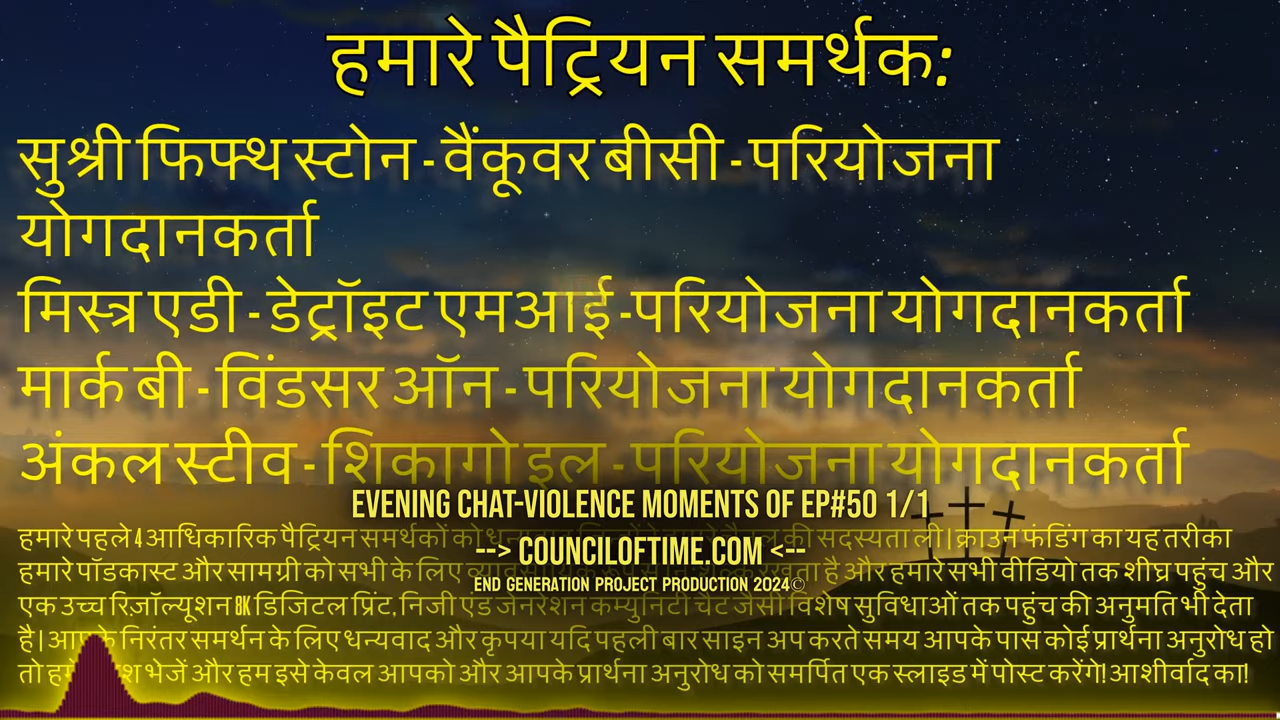 हमारे पैट्रियन समर्थक:
सुश्री फिफ्थ स्टोन - वैंकूवर बीसी - परियोजना
योगदानकर्ता
मिस्त्र एडी - डेट्रॉइट एमआई -परियोजना योगदानकर्ता
मार्क बी - विंडसर ऑन - परियोजना योगदानकर्ता
अंकल स्टीव - शिकागो इल - परियोजना योगदानकर्ता
EVENING CHAT-VIOLENCE MOMENTS OF EP#50 1/1
हमारे पहले 4 आधिकारिक पैट्रियन समर्थकों को की सदस्यता ली। क्राउन फंडिंग का यह तरीका
--> COUNCILOFTIME.COM <--
हमारे पॉडकास्ट और सामग्री को सभी के लिए रखता है और हमारे सभी वीडियो तक शीघ्र पहुंच और
END GENERATION PROJECT PRODUCTION 2024©
एक उच्च रिज़ॉल्यूशन 8K डिजिटल प्रिंट, निजी एंड जनरेशन कम्युनिटी चैट जैसी विशेष सुविधाओं तक पहुंच की अनुमति भी देता
है। आपके निरंतर समर्थन के लिए धन्यवाद और कृपया यदि पहली बार साइन अप करते समय आपके पास कोई प्रार्थना अनुरोध हो
तो भेजें और हम इसे केवल आपको और आपके प्रार्थना अनुरोध को समर्पित एक स्लाइड में पोस्ट करेंगे! आशीर्वाद का!